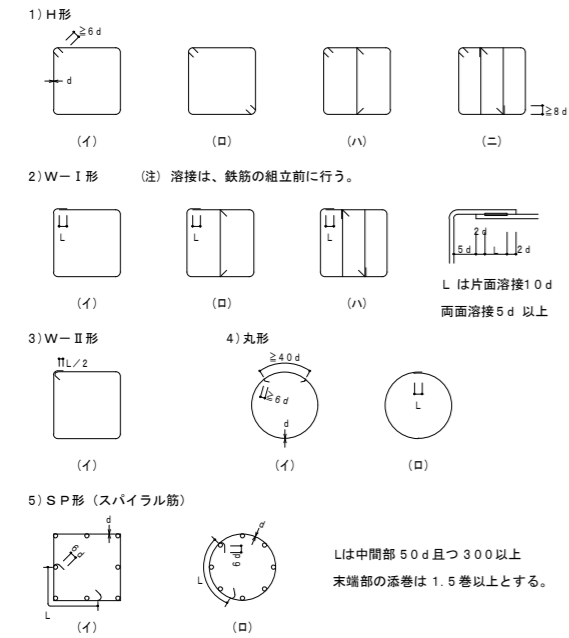 1)H形
≧6d
d
≧8d
(イ) (ロ) (ハ) (ニ)
2)W-Ⅰ形 (注) 溶接は、鉄筋の組立前に行う。
L L L
2d
5d L 2d
L は片面溶接10d
両面溶接5d 以上
(イ) (ロ) (ハ)
3)W-Ⅱ形 4)丸形
L/2
≧40d
≧6d
d
L
(イ) (イ) (ロ)
5)SP形(スパイラル筋)
d d
6d 6d
L L
Lは中間部 50d且つ 300以上
末端部の添巻は 1.5巻以上とする。
(イ) (ロ)